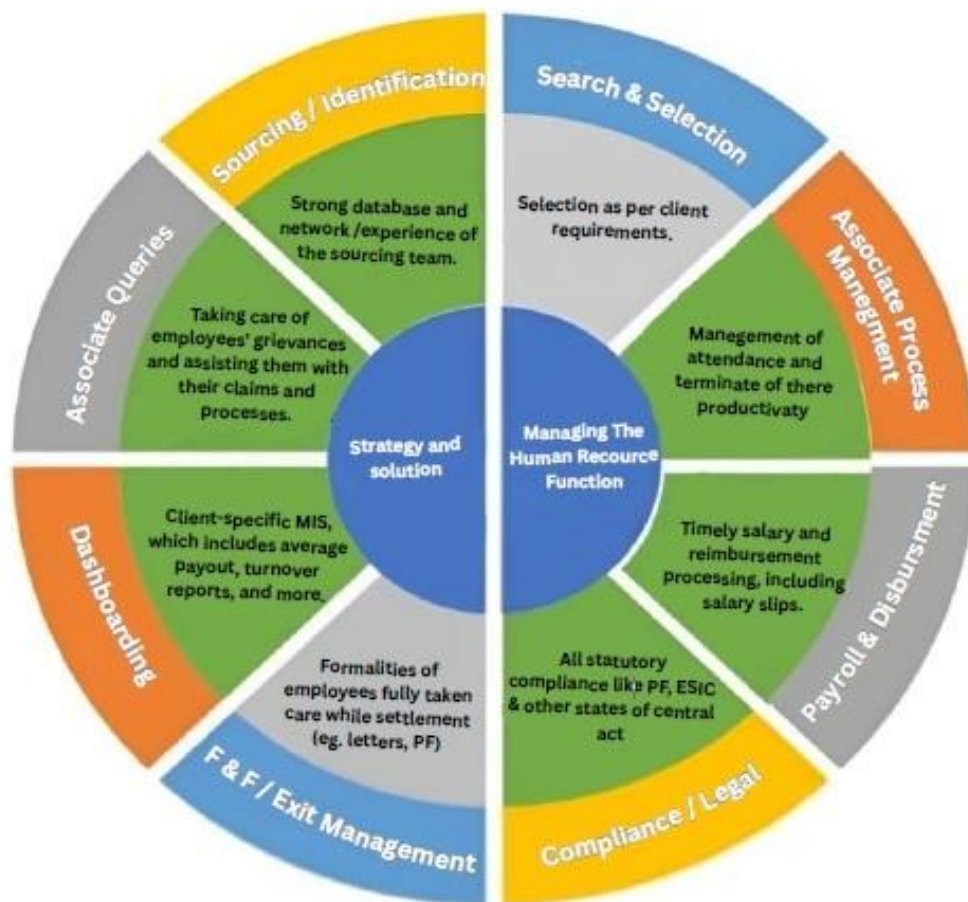 Sourcing / Identification
Strong database and
network /experience of
the sourcing team.
Search & Selection
Selection as per client
requirements.
Associate Process
Manegment
Manegement of
attendance and
terminate of there
productivaty
Payroll & Disbursment
Timely salary and
reimbursement
processing, including
salary slips.
Compliance / Legal
All statutory
compliance like PF, ESIC
& other states of central
act
F & F / Exit Management
Formalities of
employees fully taken
care while settlement
(eg. letters, PF)
Dashboarding
Client-specific MIS,
which includes average
payout, turnover
reports, and more.
Associate Queries
Taking care of
employees' grievances
and assisting them with
their claims and
processes.
Strategy and
solution
Managing The
Human Recource
Function